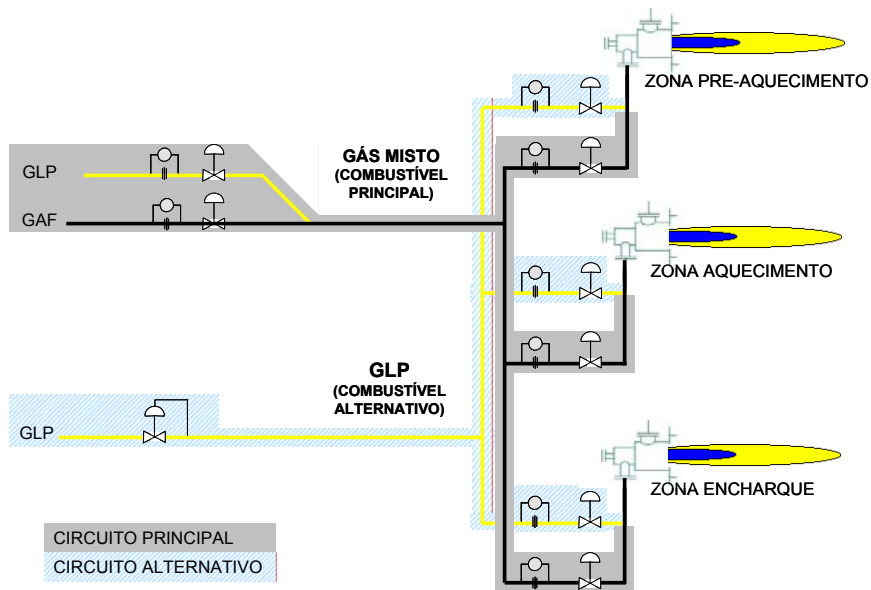 ZONA PRE-AQUECIMENTO
GÁS MISTO
(COMBUSTÍVEL
PRINCIPAL)
GLP
GAF
ZONA AQUECIMENTO
GLP
(COMBUSTÍVEL
ALTERNATIVO)
GLP
ZONA ENCHARQUE
CIRCUITO PRINCIPAL
CIRCUITO ALTERNATIVO